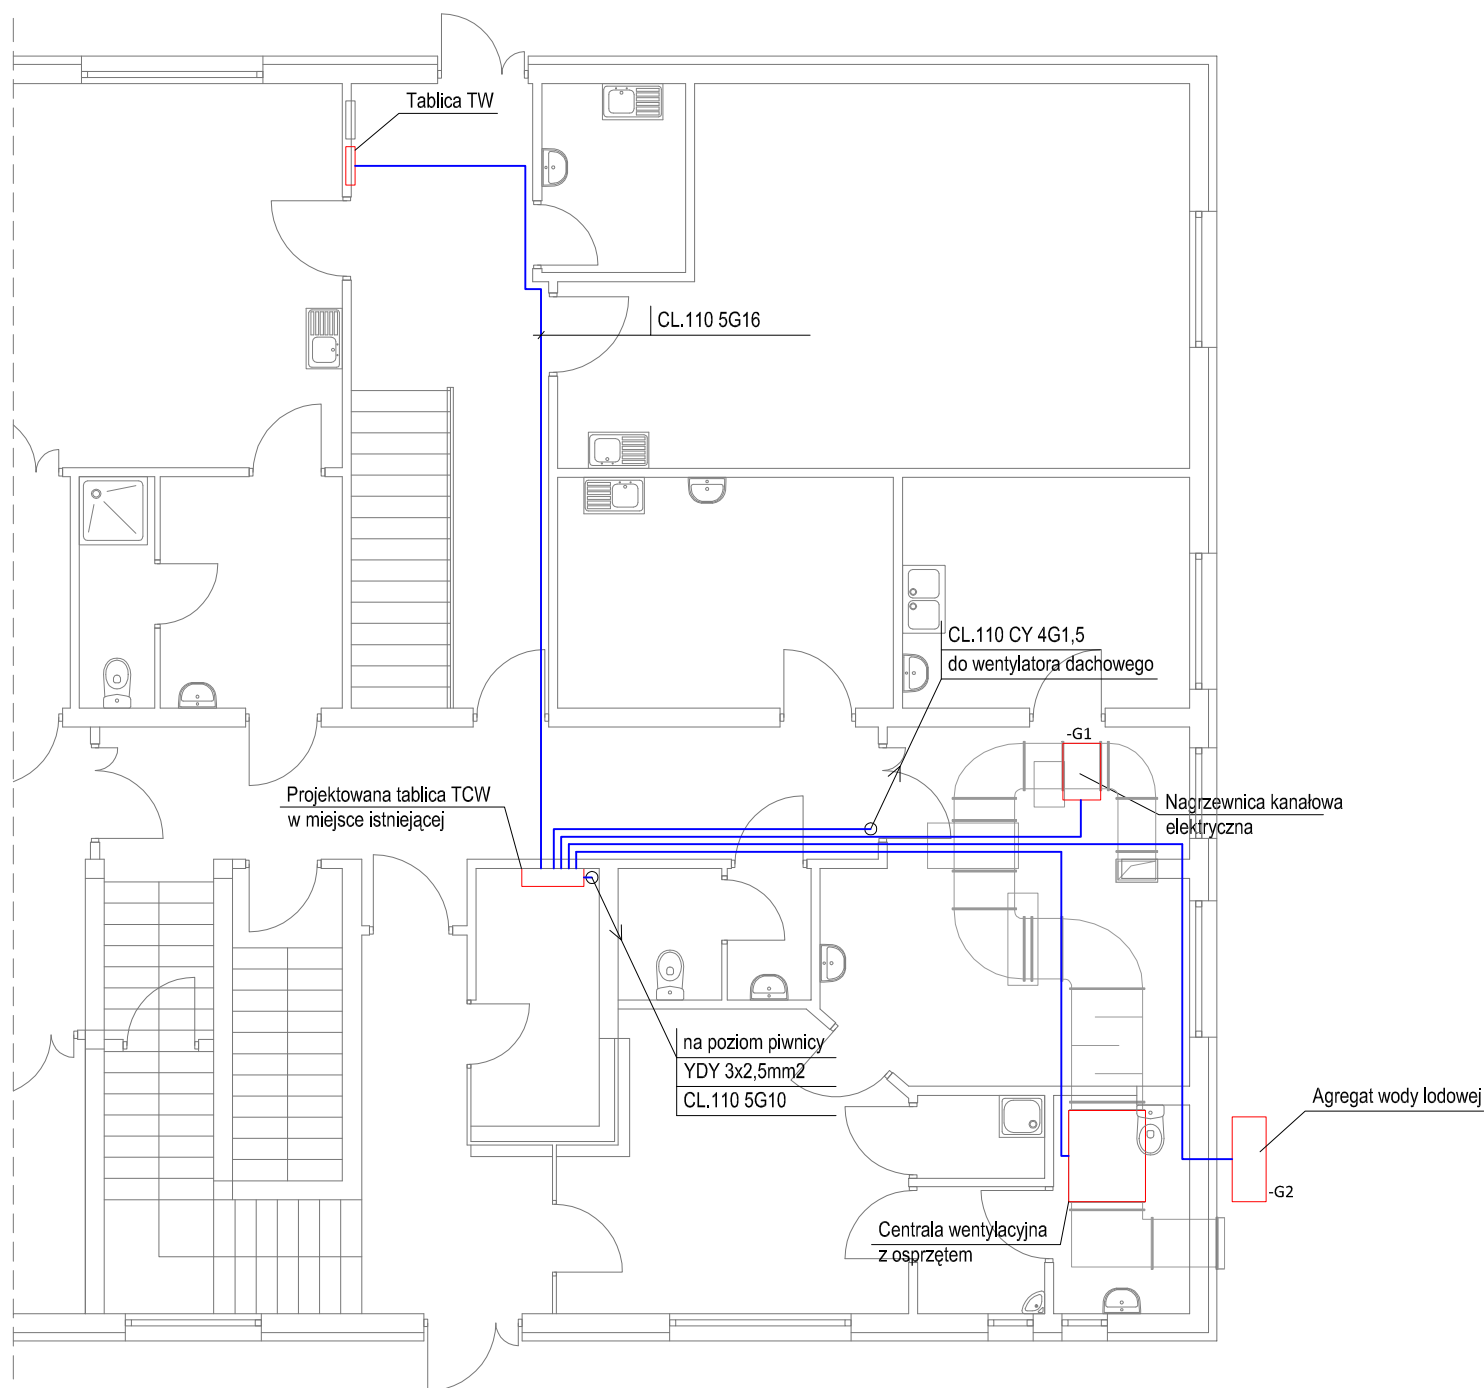 Tablica TW
CL.110 5G16
CL.110 CY 4G1,5
do wentylatora dachowego
-G1
Nagrzewnica kanałowa
elektryczna
Projektowana tablica TCW
w miejsce istniejącej
na poziom piwnicy
YDY 3x2,5mm2
CL.110 5G10
Agregat wody lodowej
-G2
Centrala wentylacyjna
z osprzętem